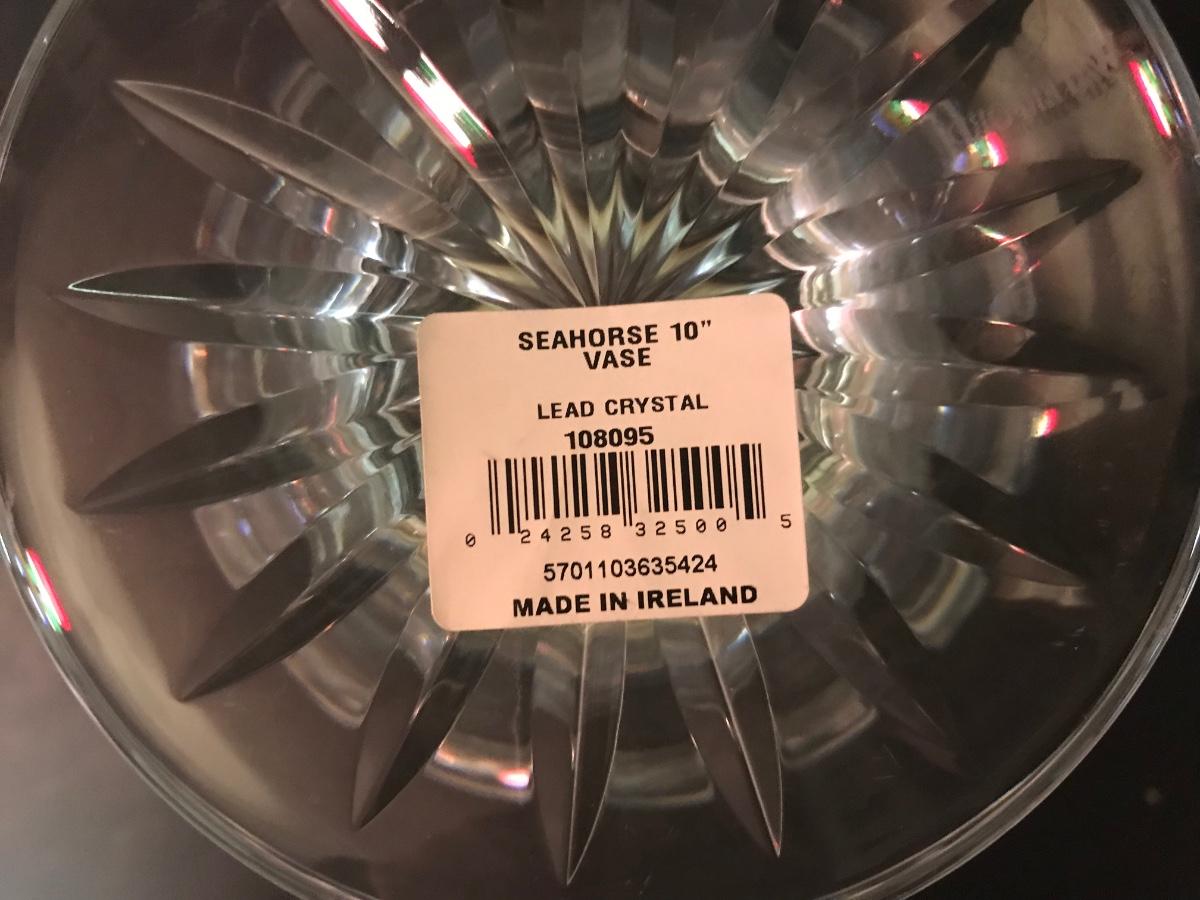 SEAHORSE 10"
VASE
LEAD CRYSTAL
108095
0 24258 32500 5
5701103635424
MADE IN IRELAND